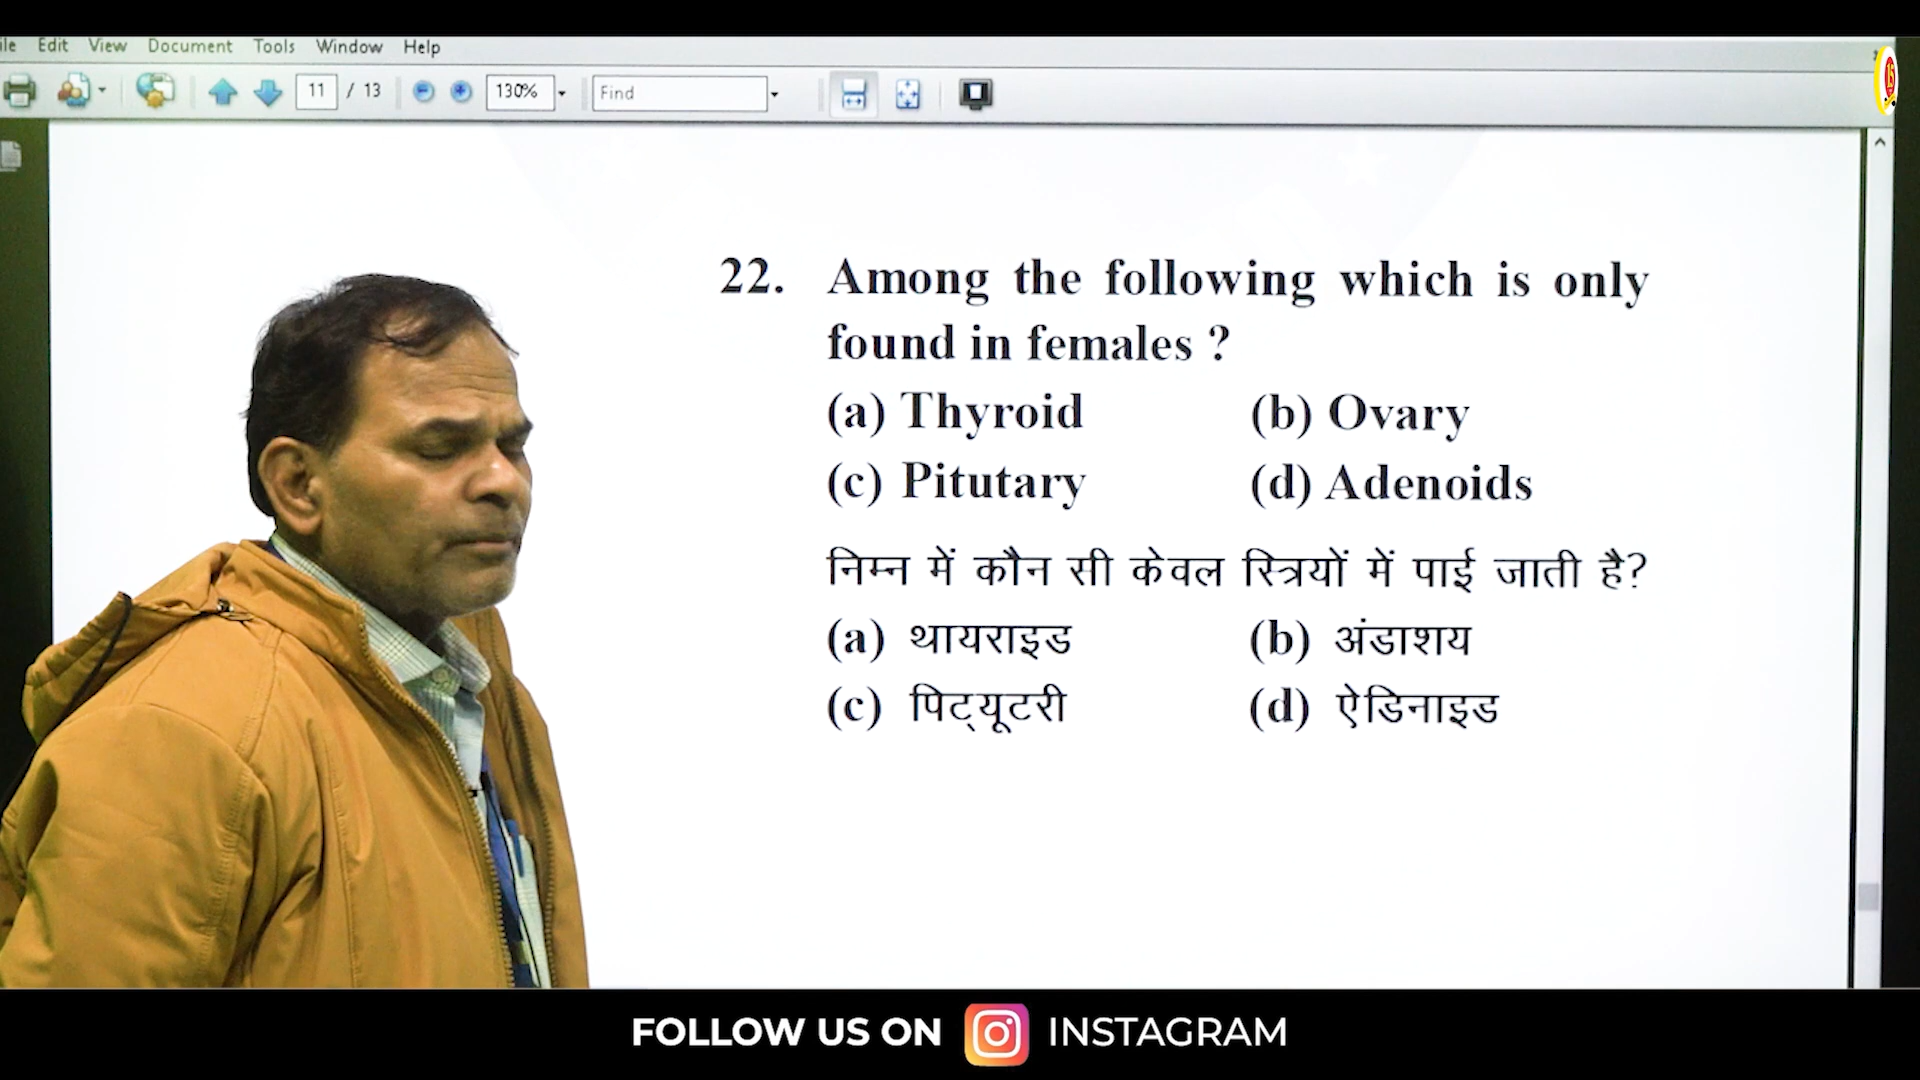 Edit View Document Tools Window Help
11 / 13 130% Find
22. Among the following which is only
found in females ?
(a) Thyroid (b) Ovary
(c) Pitutary (d) Adenoids
निम्न में कौन सी केवल स्त्रियों में पाई जाती है?
(a) थायराइड (b) अंडाशय
(c) पिट्यूटरी (d) ऐडिनाइड
FOLLOW US ON INSTAGRAM